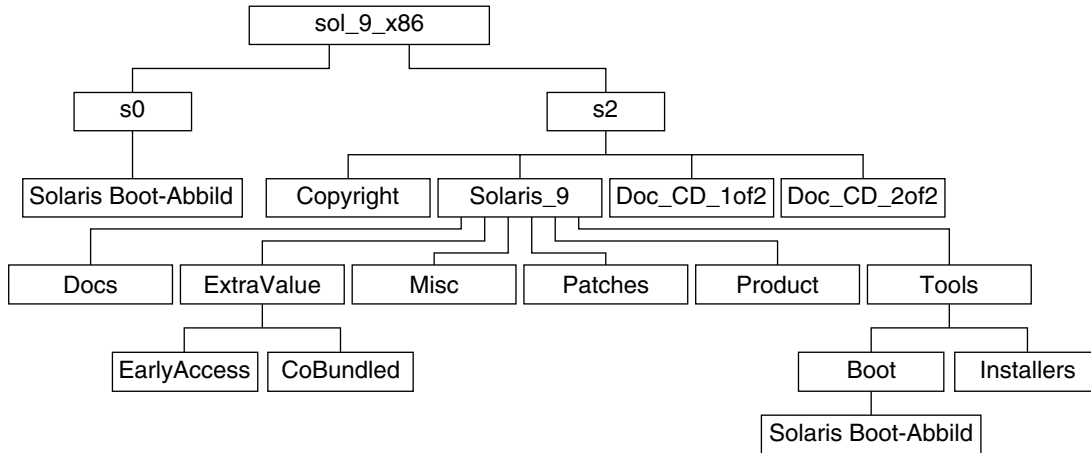 sol_9_x86
s0
s2
Solaris Boot-Abbild
Copyright
Solaris_9
Doc_CD_1of2
Doc_CD_2of2
Docs
ExtraValue
Misc
Patches
Product
Tools
EarlyAccess
CoBundled
Boot
Installers
Solaris Boot-Abbild